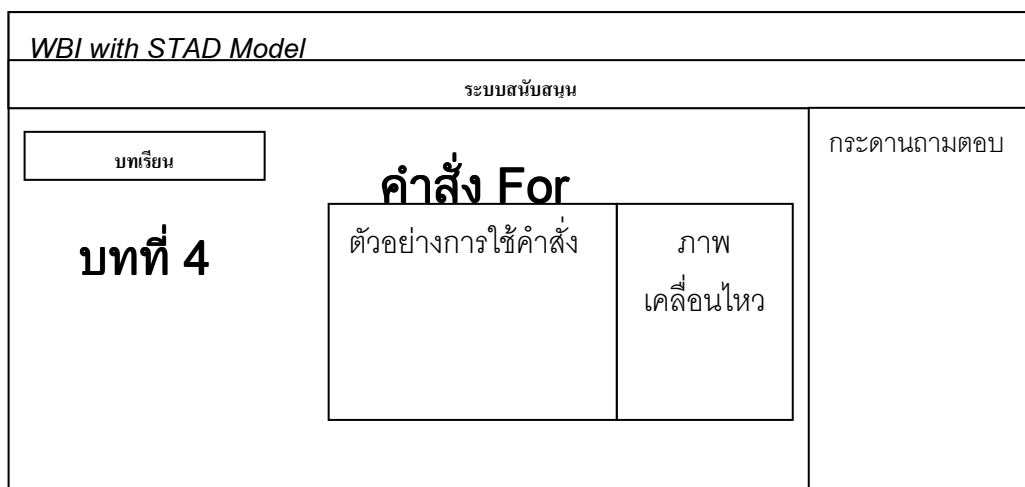 WBI with STAD Model
ระบบสนับสนุน
บทเรียน
บทที่ 4
คำสั่ง For
ตัวอย่างการใช้คำสั่ง
ภาพ
เคลื่อนไหว
กระดานถามตอบ